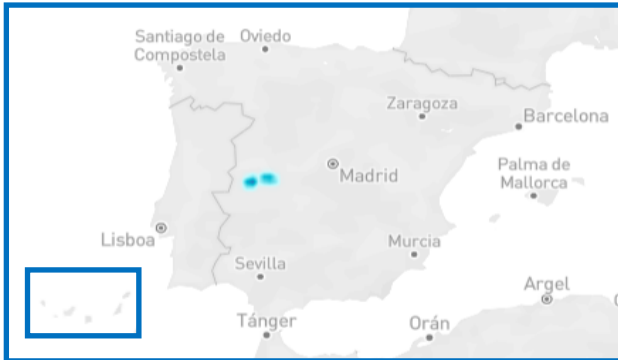 Santiago de
Compostela
Oviedo
Zaragoza
Barcelona
Madrid
Palma de
Mallorca
Lisboa
Murcia
Sevilla
Argel
Tánger
Orán